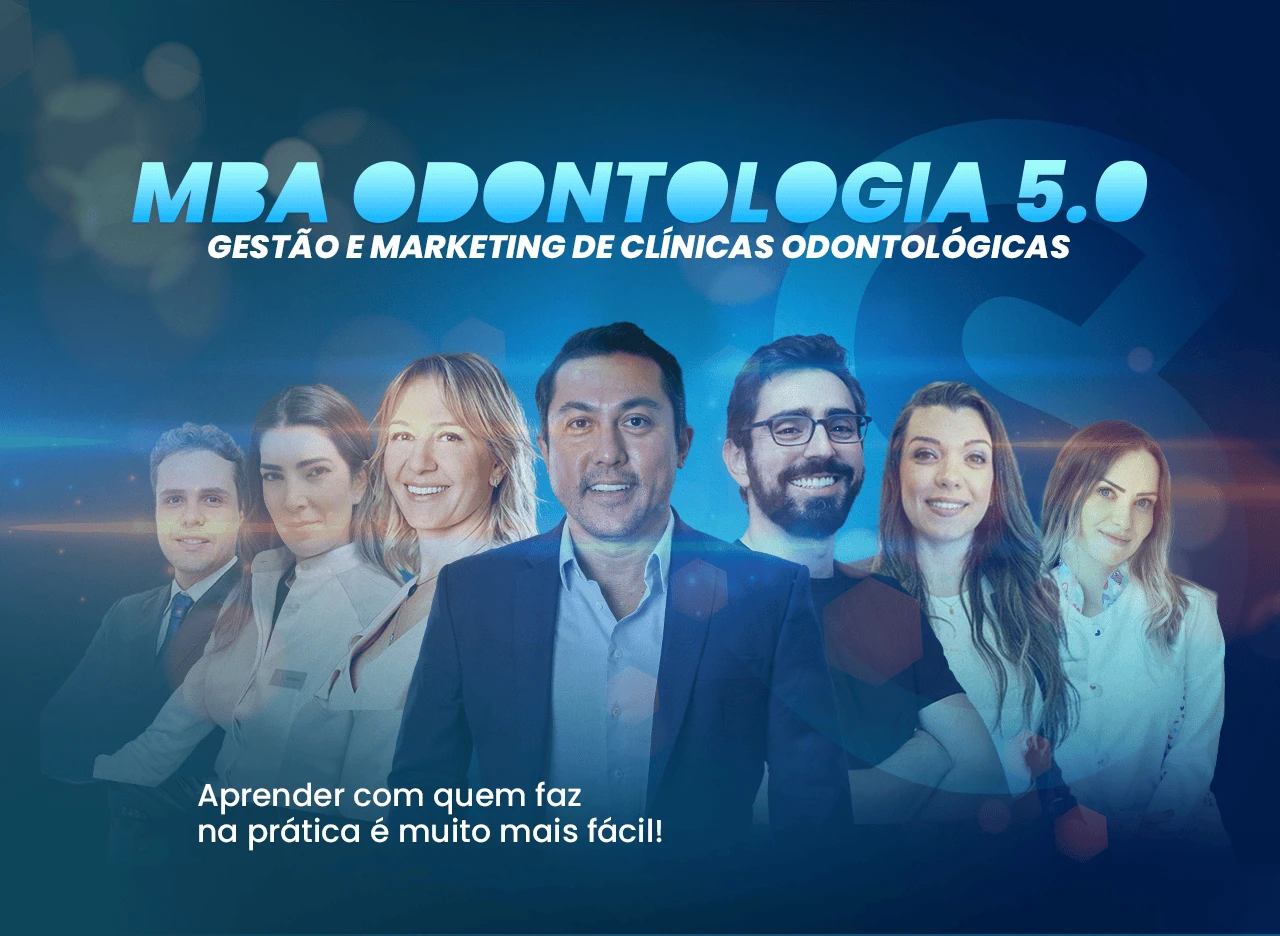 MBA ODONTOLOGIA 5.0
GESTÃO E MARKETING DE CLÍNICAS ODONTOLÓGICAS
Aprender com quem faz
na prática é muito mais fácil!